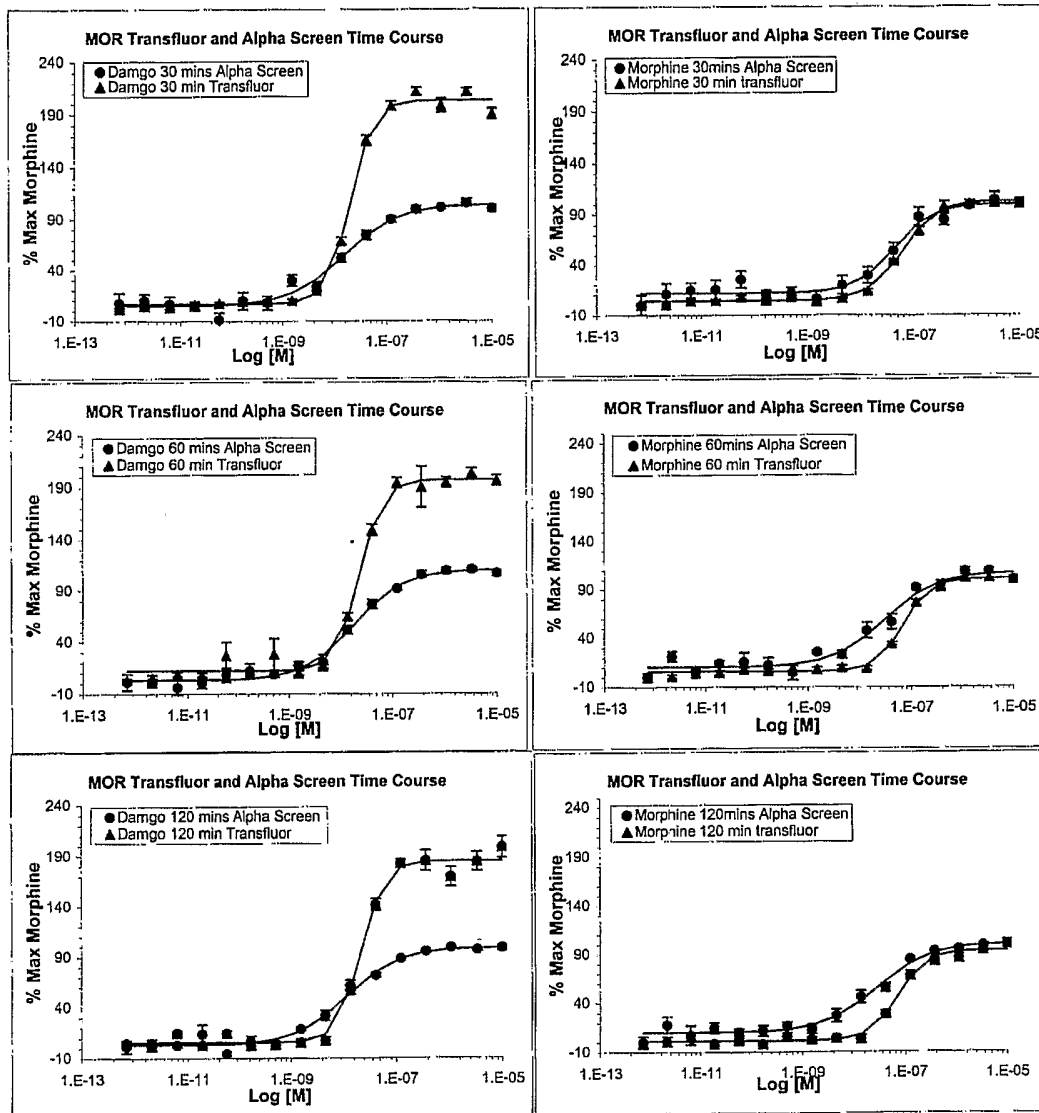 MOR Transfluor and Alpha Screen Time Course
Damgo 30 mins Alpha Screen
Damgo 30 min Transfluor
% Max Morphine
240
190
140
90
40
-10
1.E-13
1.E-11
1.E-09
1.E-07
1.E-05
Log [M]
MOR Transfluor and Alpha Screen Time Course
Morphine 30mins Alpha Screen
Morphine 30 min transfluor
% Max Morphine
240
190
140
90
40
-10
1.E-13
1.E-11
1.E-09
1.E-07
1.E-05
Log [M]
MOR Transfluor and Alpha Screen Time Course
Damgo 60 mins Alpha Screen
Damgo 60 min Transfluor
% Max Morphine
240
190
140
90
40
-10
1.E-13
1.E-11
1.E-09
1.E-07
1.E-05
Log [M]
MOR Transfluor and Alpha Screen Time Course
Morphine 60mins Alpha Screen
Morphine 60 min Transfluor
% Max Morphine
240
190
140
90
40
-10
1.E-13
1.E-11
1.E-09
1.E-07
1.E-05
Log [M]
MOR Transfluor and Alpha Screen Time Course
Damgo 120 mins Alpha Screen
Damgo 120 min Transfluor
% Max Morphine
240
190
140
90
40
-10
1.E-13
1.E-11
1.E-09
1.E-07
1.E-05
Log [M]
MOR Transfluor and Alpha Screen Time Course
Morphine 120mins Alpha Screen
Morphine 120 min transfluor
% Max Morphine
240
190
140
90
40
-10
1.E-13
1.E-11
1.E-09
1.E-07
1.E-05
Log [M]